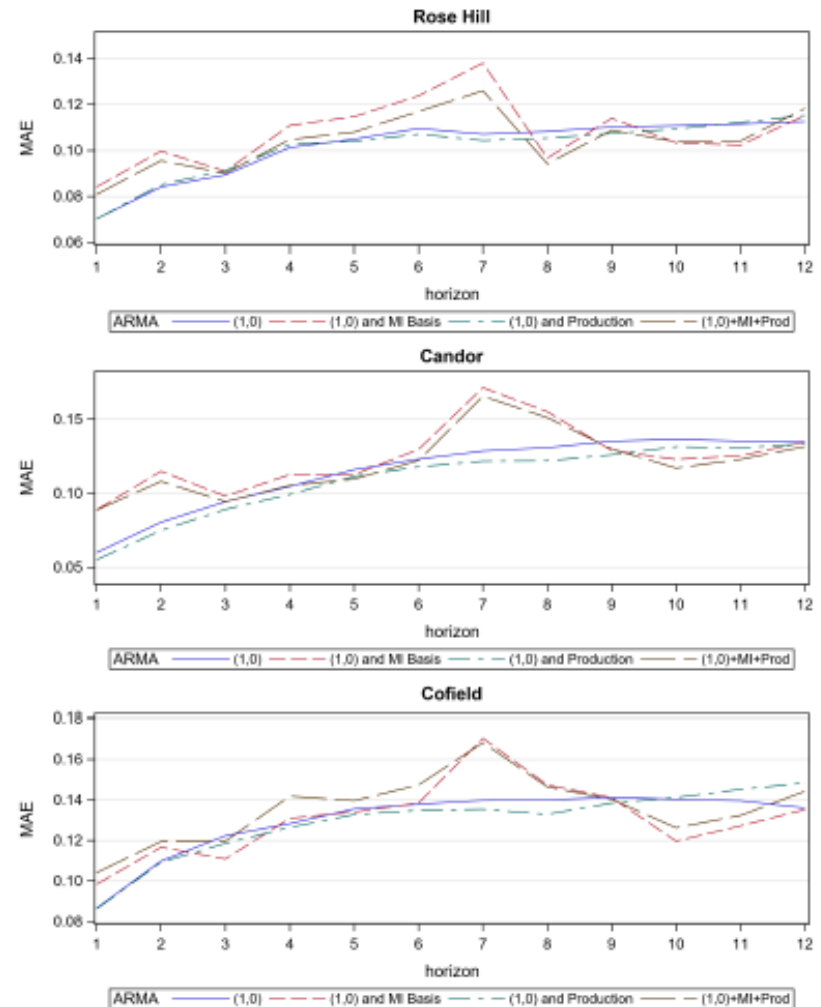 Rose Hill
0.14
0.12
0.10
0.08
0.06
MAE
1 2 3 4 5 6 7 8 9 10 11 12
horizon
ARMA (1,0) (1,0) and MI Basis (1,0) and Production (1,0)+MI+Prod
Candor
0.15
0.10
0.05
MAE
1 2 3 4 5 6 7 8 9 10 11 12
horizon
ARMA (1,0) (1,0) and MI Basis (1,0) and Production (1,0)+MI+Prod
Cofield
0.18
0.16
0.14
0.12
0.10
0.08
MAE
1 2 3 4 5 6 7 8 9 10 11 12
horizon
ARMA (1,0) (1,0) and MI Basis (1,0) and Production (1,0)+MI+Prod